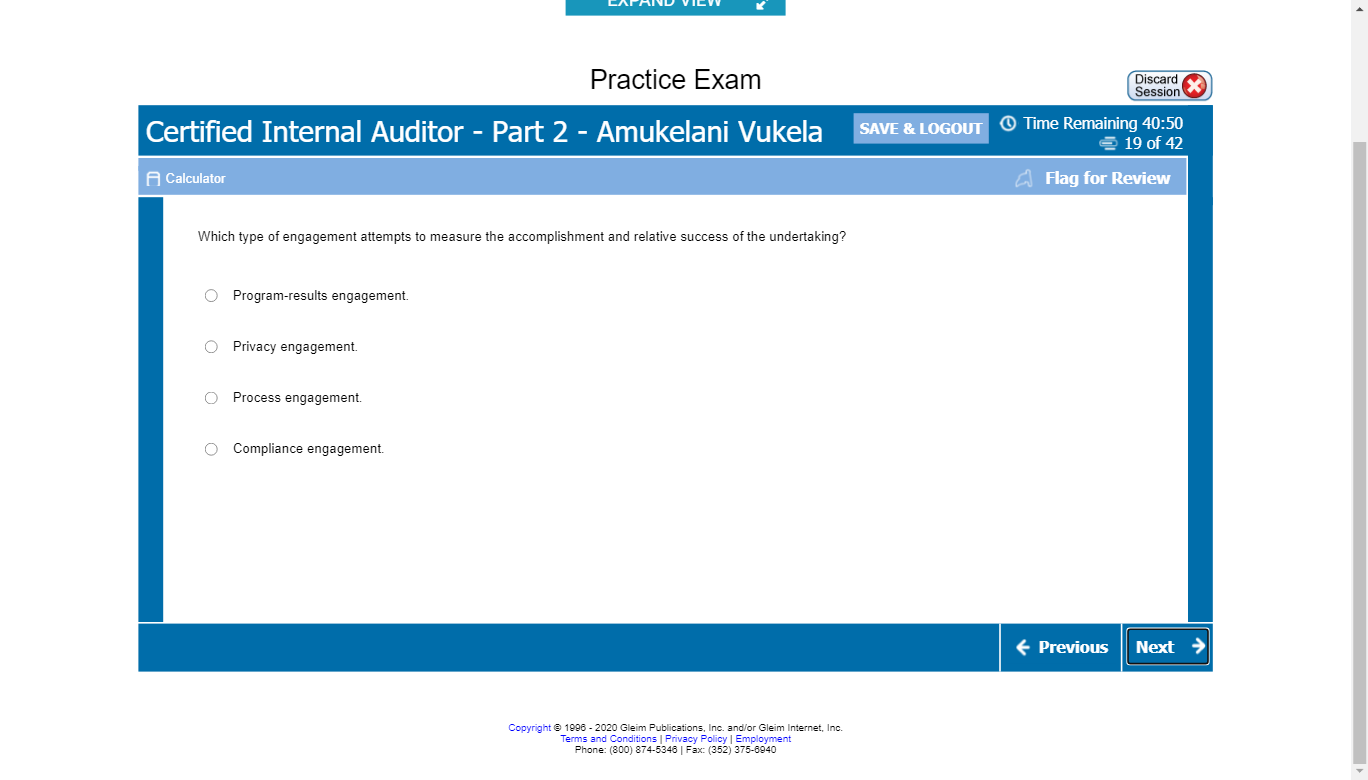 EXPAND VIEW
Practice Exam
Discard
Session
Certified Internal Auditor - Part 2 - Amukelani Vukela
SAVE & LOGOUT
Time Remaining 40:50
19 of 42
Calculator
Flag for Review
Which type of engagement attempts to measure the accomplishment and relative success of the undertaking?
Program-results engagement.
Privacy engagement.
Process engagement.
Compliance engagement.
Previous
Next
Copyright © 1996 - 2020 Gleim Publications, Inc. and/or Gleim Internet, Inc.
Terms and Conditions | Privacy Policy | Employment
Phone: (800) 874-5346 | Fax: (352) 375-6940